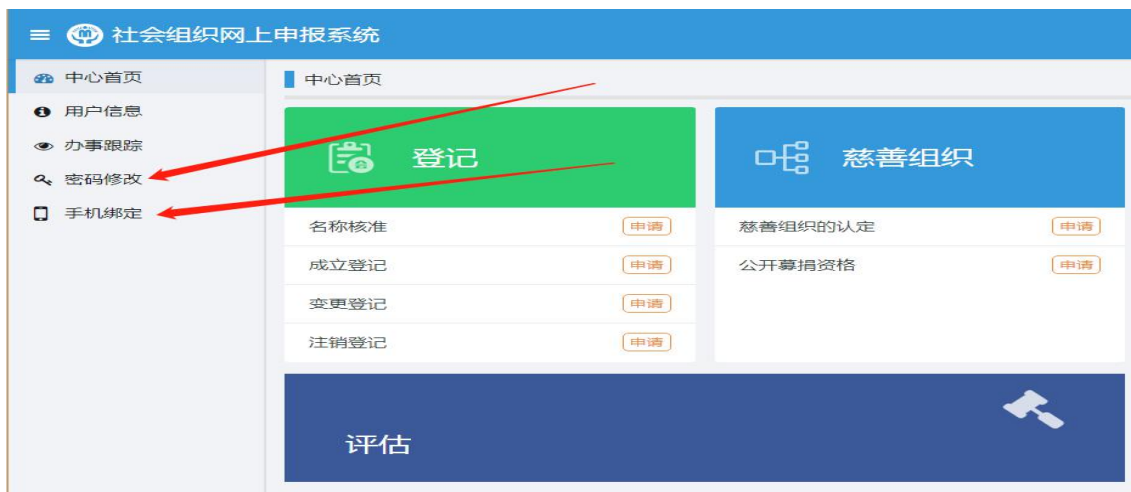 社会组织网上申报系统
中心首页
用户信息
办事跟踪
密码修改
手机绑定
中心首页
登记
名称核准 申请
成立登记 申请
变更登记 申请
注销登记 申请
慈善组织
慈善组织的认定 申请
公开募捐资格 申请
评估